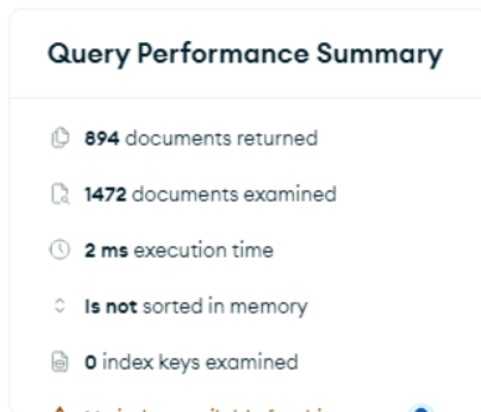 Query Performance Summary
894 documents returned
1472 documents examined
2 ms execution time
Is not sorted in memory
0 index keys examined